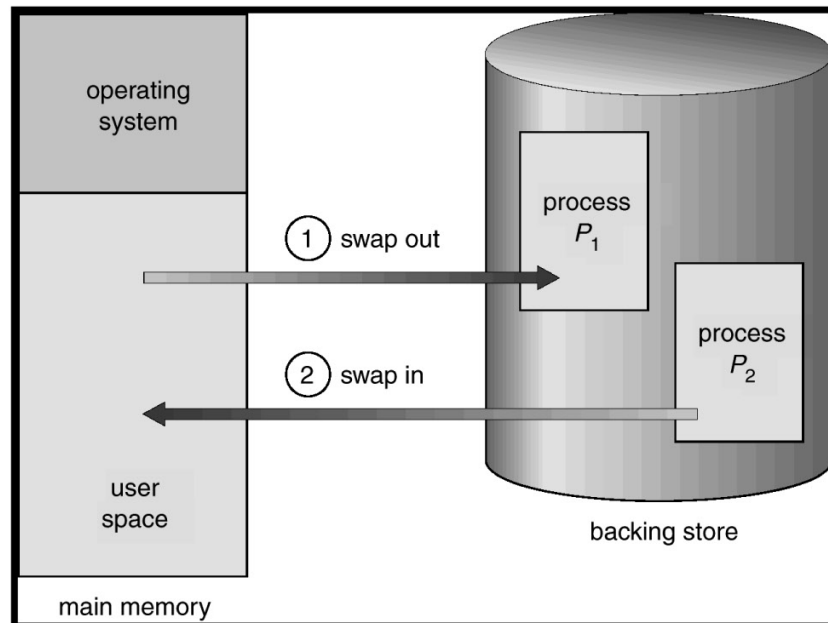 operating
system
process
P₁
1 swap out
process
P₂
2 swap in
user
space
backing store
main memory